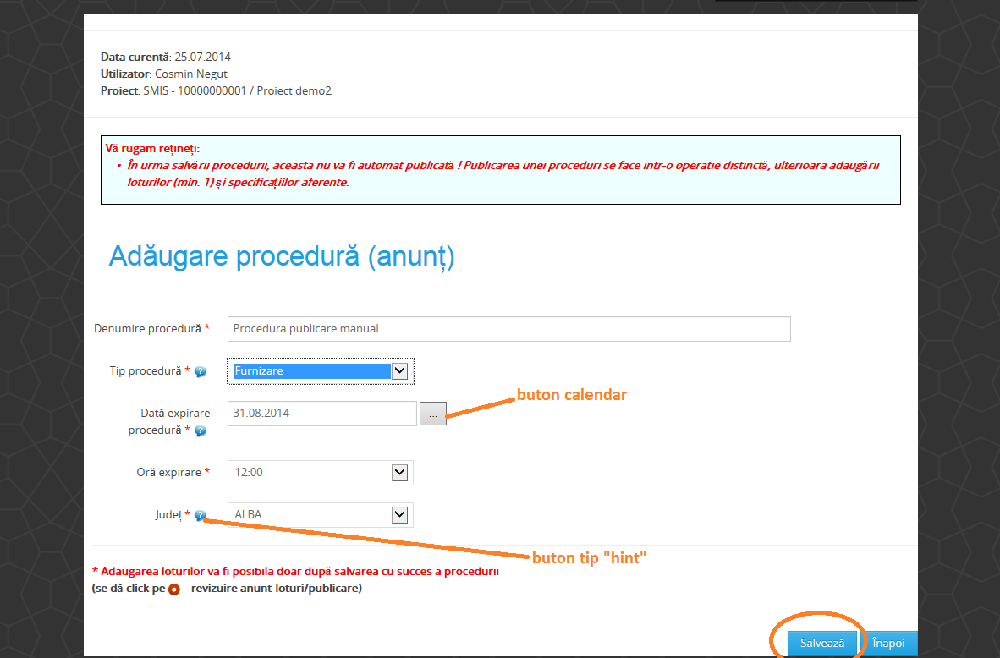 Data curentă: 25.07.2014
Utilizator: Cosmin Negut
Proiect: SMIS - 10000000001 / Proiect demo2
Vă rugam rețineți:
• În urma salvării procedurii, aceasta nu va fi automat publicată ! Publicarea unei proceduri se face intr-o operatie distinctă, ulterioara adaugării
loturilor (min. 1) și specificațiilor aferente.
Adăugare procedură (anunț)
Denumire procedură * Procedura publicare manual
Tip procedură * ? Furnizare
buton calendar
Dată expirare
procedură * ? 31.08.2014 ...
Oră expirare * 12:00
Județ * ? ALBA
buton tip "hint"
* Adaugarea loturilor va fi posibila doar după salvarea cu succes a procedurii
(se dă click pe - revizuire anunt-loturi/publicare)
Salvează Înapoi